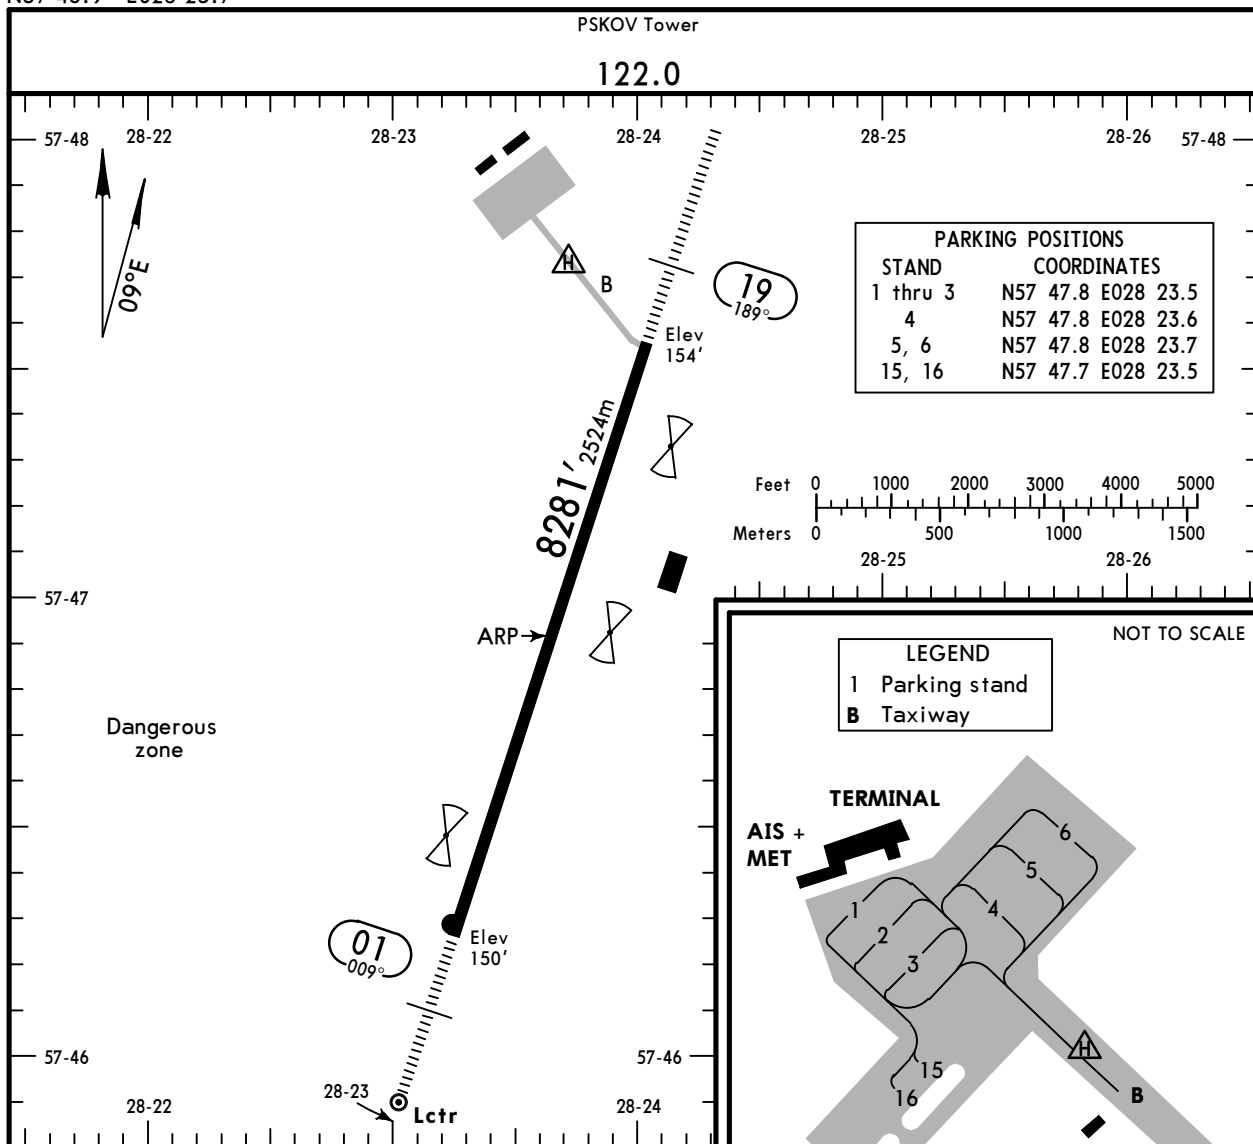 PSKOV Tower
122.0
57-48
28-22
28-23
28-24
28-25
28-26
57-48
09°E
H
B
19
189°
Elev
154'
PARKING POSITIONS
STAND COORDINATES
1 thru 3 N57 47.8 E028 23.5
4 N57 47.8 E028 23.6
5, 6 N57 47.8 E028 23.7
15, 16 N57 47.7 E028 23.5
8281' 2524m
Feet 0 1000 2000 3000 4000 5000
Meters 0 500 1000 1500
28-25
28-26
57-47
ARP
Dangerous
zone
01
009°
Elev
150'
57-46
57-46
28-23
28-22
Lctr
28-24
NOT TO SCALE
LEGEND
1 Parking stand
B Taxiway
TERMINAL
AIS +
MET
6
5
4
1
2
3
H
15
16
B